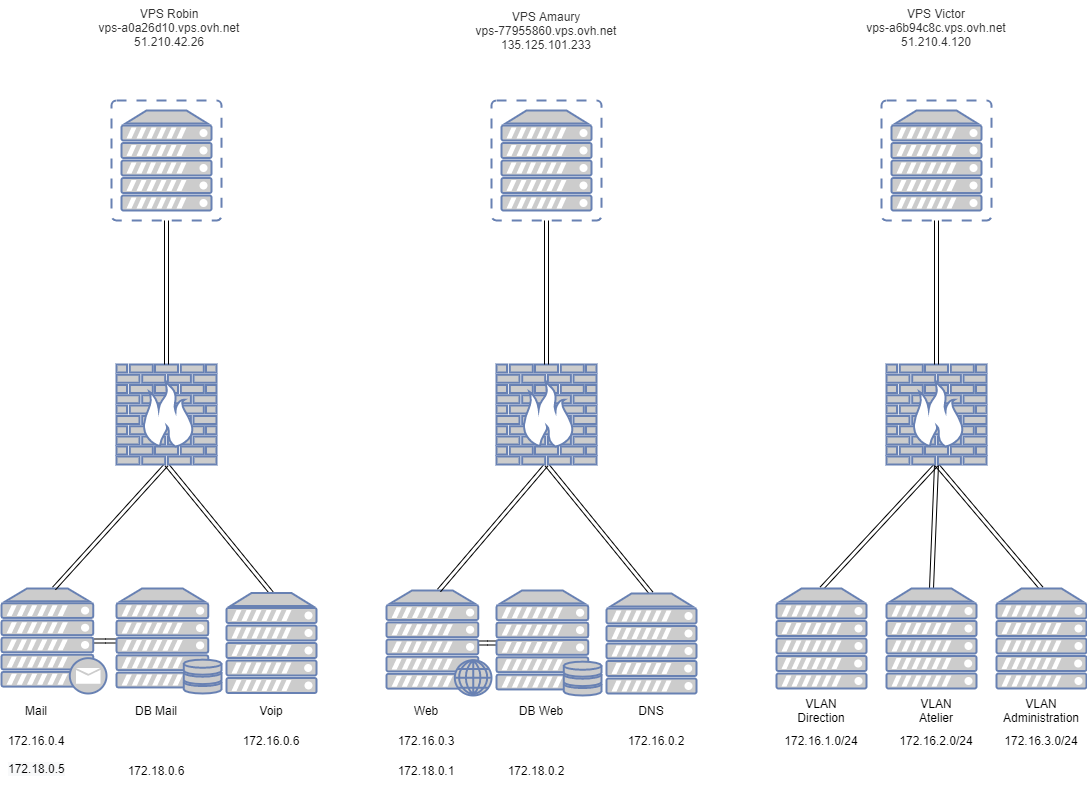 VPS Robin
vps-a0a26d10.vps.ovh.net
51.210.42.26
VPS Amaury
vps-77955860.vps.ovh.net
135.125.101.233
VPS Victor
vps-a6b94c8c.vps.ovh.net
51.210.4.120
Mail
DB Mail
Voip
Web
DB Web
DNS
VLAN
Direction
VLAN
Atelier
VLAN
Administration
172.16.0.4
172.16.0.6
172.16.0.3
172.16.0.2
172.16.1.0/24
172.16.2.0/24
172.16.3.0/24
172.18.0.5
172.18.0.6
172.18.0.1
172.18.0.2